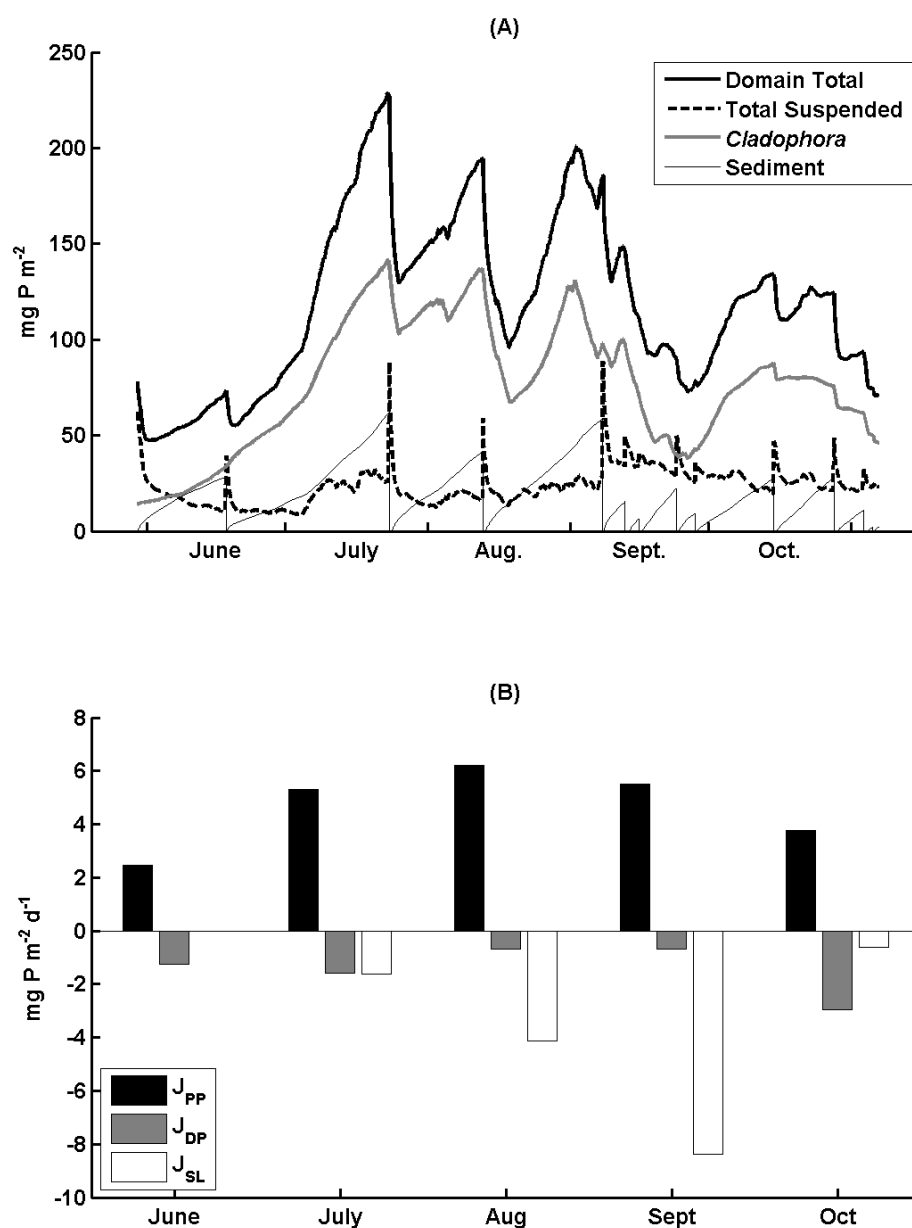 (A)
250
200
150
100
50
0
mg P m-2
Domain Total
Total Suspended
Cladophora
Sediment
June July Aug. Sept. Oct.
(B)
8
6
4
2
0
-2
-4
-6
-8
-10
mg P m-2 d-1
JPP
JDP
JSL
June July Aug Sept Oct